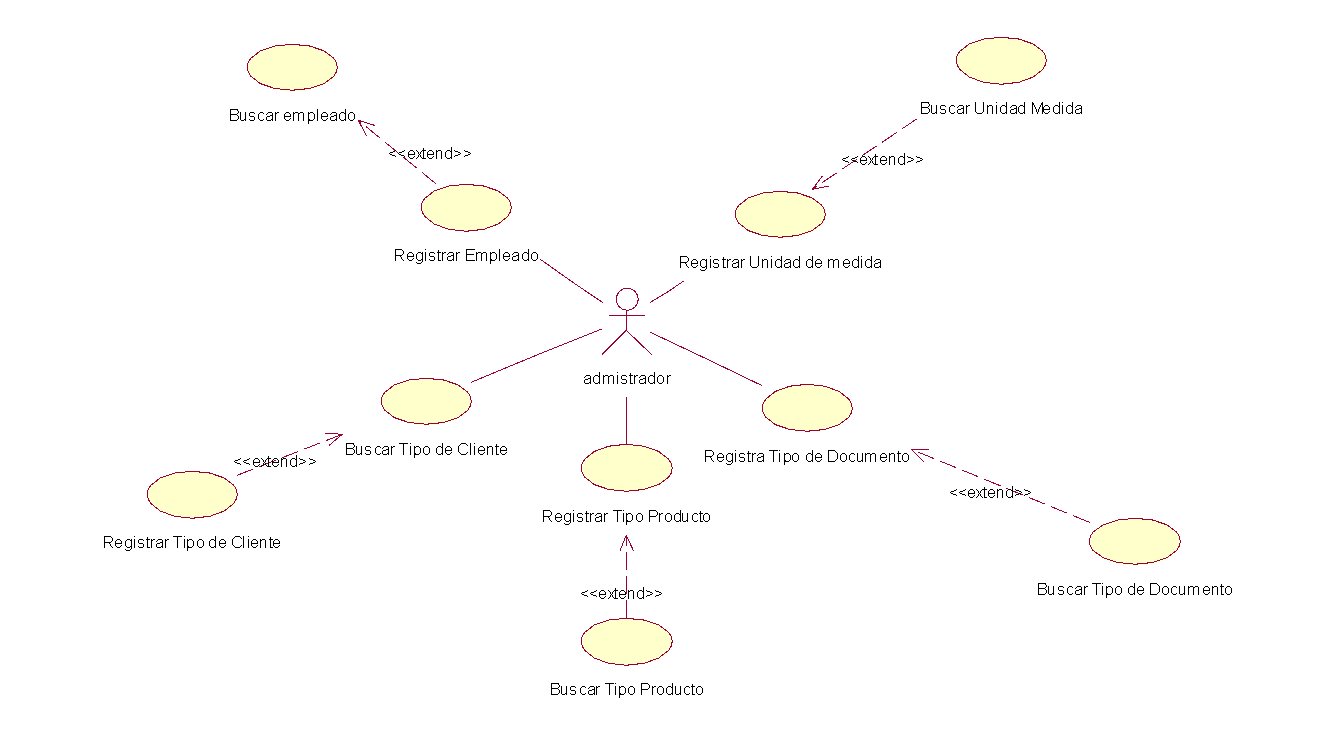 Buscar empleado
Buscar Unidad Medida
<<extend>>
<<extend>>
Registrar Empleado
Registrar Unidad de medida
admistrador
Buscar Tipo de Cliente
Registra Tipo de Documento
<<extend>>
<<extend>>
Registrar Tipo Producto
Registrar Tipo de Cliente
<<extend>>
Buscar Tipo de Documento
Buscar Tipo Producto